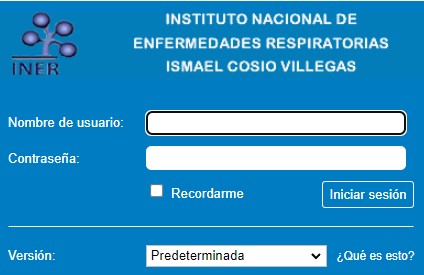 INSTITUTO NACIONAL DE
ENFERMEDADES RESPIRATORIAS
ISMAEL COSIO VILLEGAS
INER
Nombre de usuario:
Contraseña:
Recordarme
Iniciar sesión
Versión:
Predeterminada
¿Qué es esto?